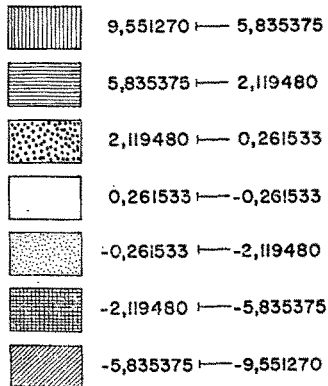 9,551270 ⊢— 5,835375
5,835375 ⊢— 2,119480
2,119480 ⊢— 0,261533
0,261533 ⊢— -0,261533
-0,261533 ⊢— -2,119480
-2,119480 ⊢— -5,835375
-5,835375 ⊢— -9,551270